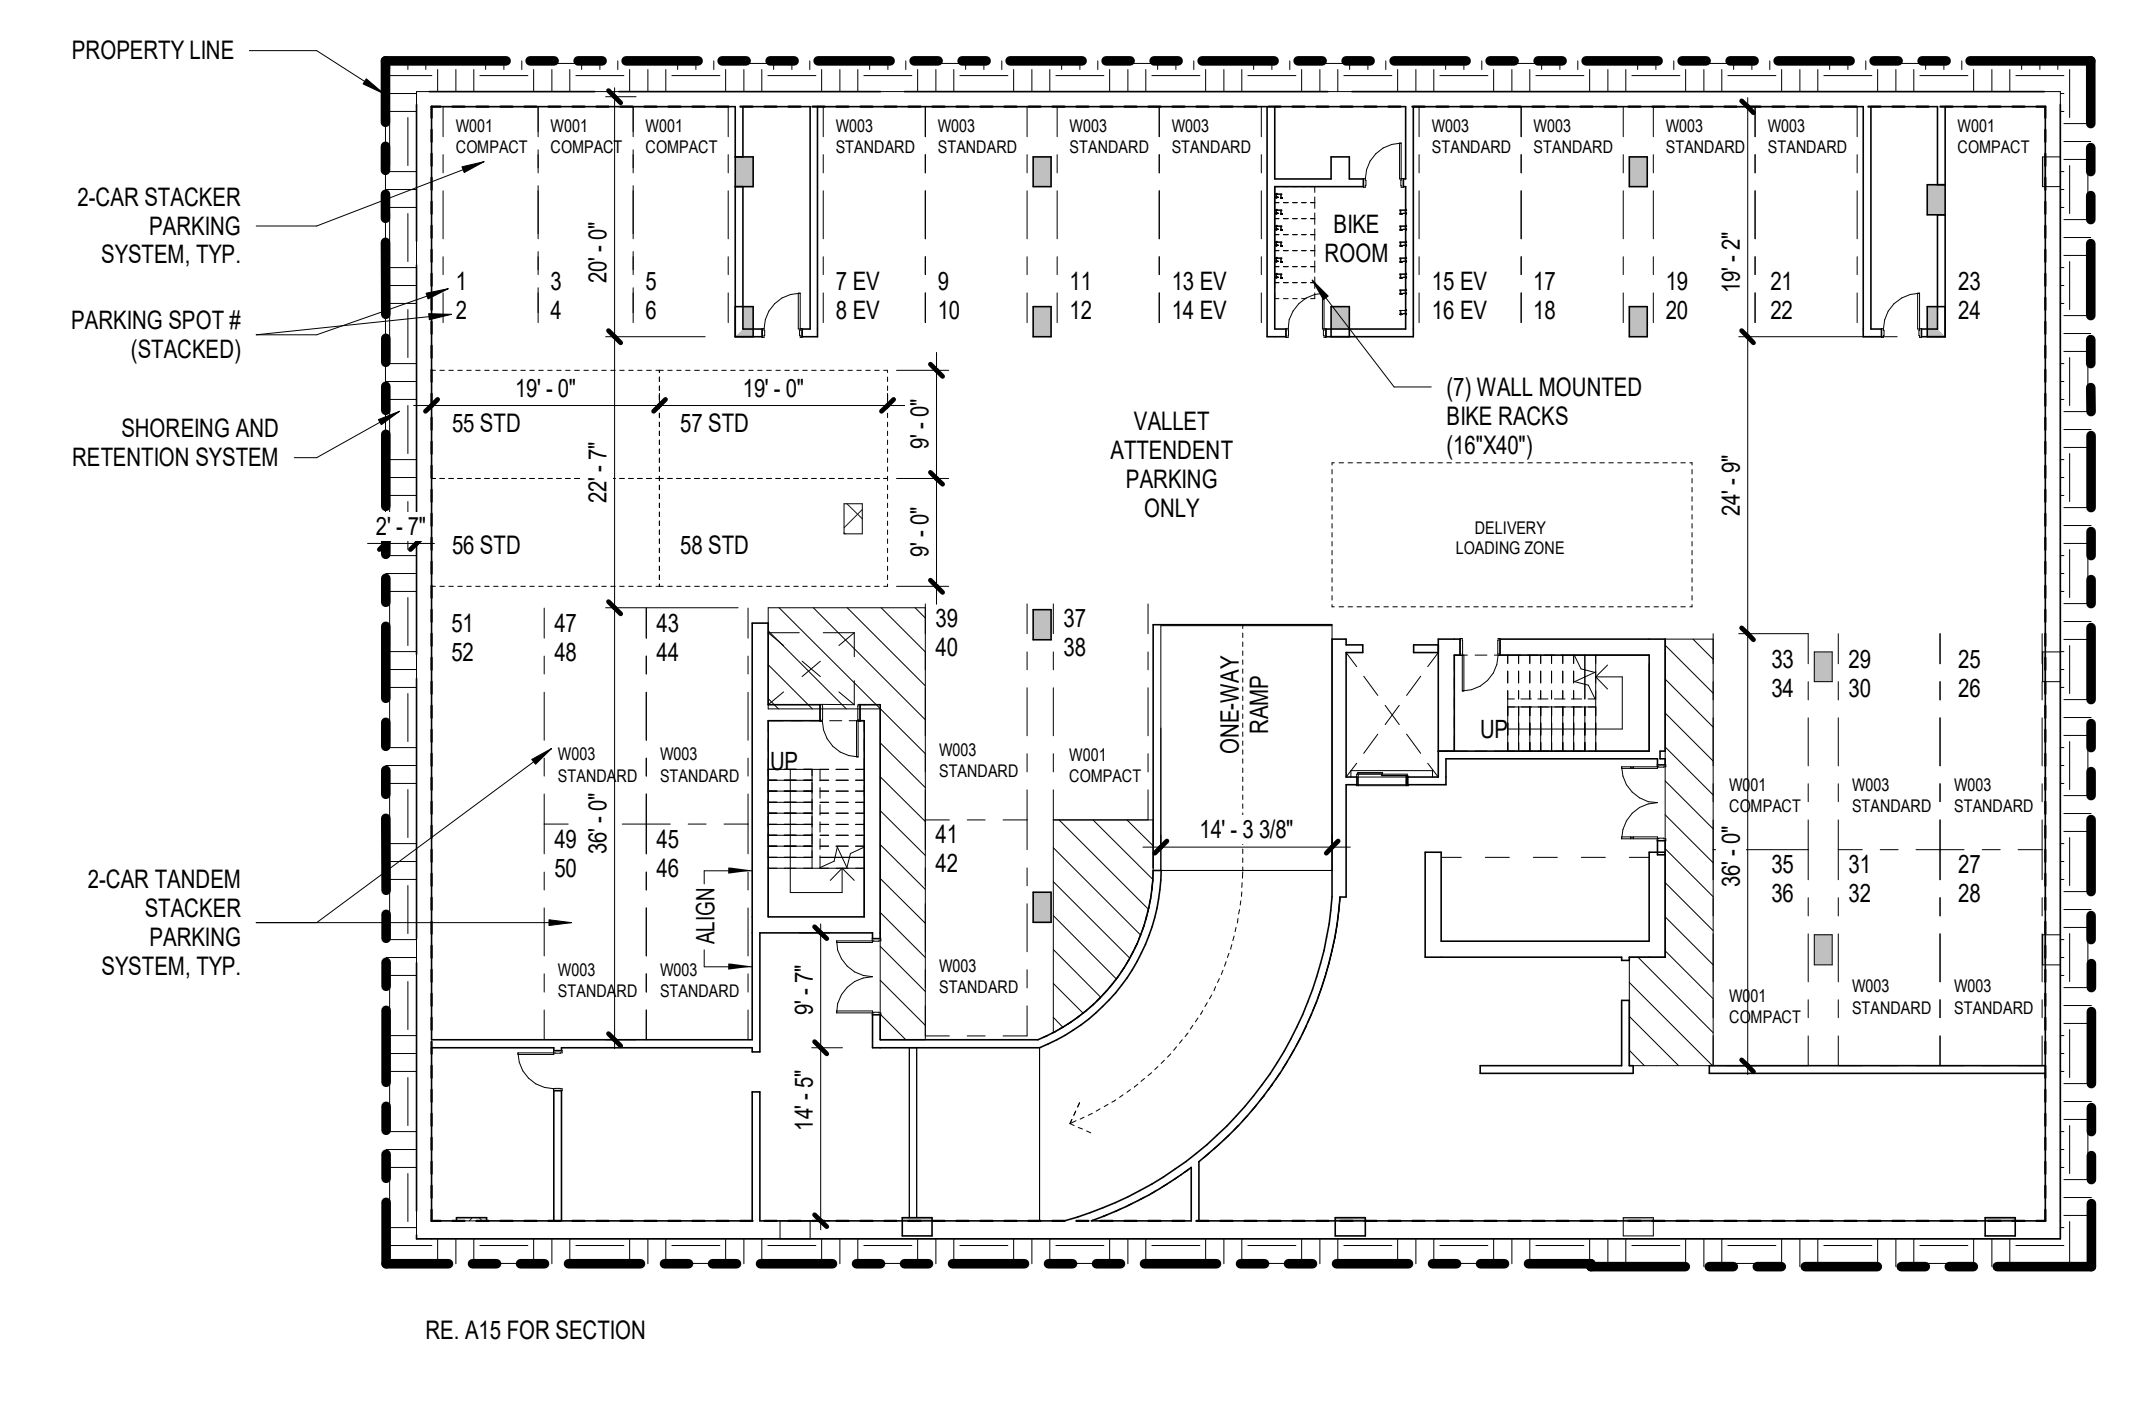 PROPERTY LINE
2-CAR STACKER
PARKING
SYSTEM, TYP.
PARKING SPOT #
(STACKED)
SHOREING AND
RETENTION SYSTEM
2' - 7"
2-CAR TANDEM
STACKER
PARKING
SYSTEM, TYP.
W001
COMPACT
W001
COMPACT
W001
COMPACT
W003
STANDARD
W003
STANDARD
W003
STANDARD
W003
STANDARD
W003
STANDARD
W003
STANDARD
W003
STANDARD
W003
STANDARD
W001
COMPACT
20' - 0"
BIKE
ROOM
19' - 2"
1
2
3
4
5
6
7 EV
8 EV
9
10
11
12
13 EV
14 EV
15 EV
16 EV
17
18
19
20
21
22
23
24
19' - 0"
19' - 0"
55 STD
57 STD
9' - 0"
22' - 7"
56 STD
58 STD
9' - 0"
VALLET
ATTENDENT
PARKING
ONLY
(7) WALL MOUNTED
BIKE RACKS
(16"X40")
24' - 9"
DELIVERY
LOADING ZONE
51
52
47
48
43
44
39
40
37
38
33
34
29
30
25
26
ONE-WAY
RAMP
UP
UP
W003
STANDARD
W003
STANDARD
W003
STANDARD
W001
COMPACT
W001
COMPACT
W003
STANDARD
W003
STANDARD
36' - 0"
49
50
45
46
41
42
14' - 3 3/8"
36' - 0"
35
36
31
32
27
28
ALIGN
W003
STANDARD
W003
STANDARD
9' - 7"
W003
STANDARD
W001
COMPACT
W003
STANDARD
W003
STANDARD
14' - 5"
RE. A15 FOR SECTION